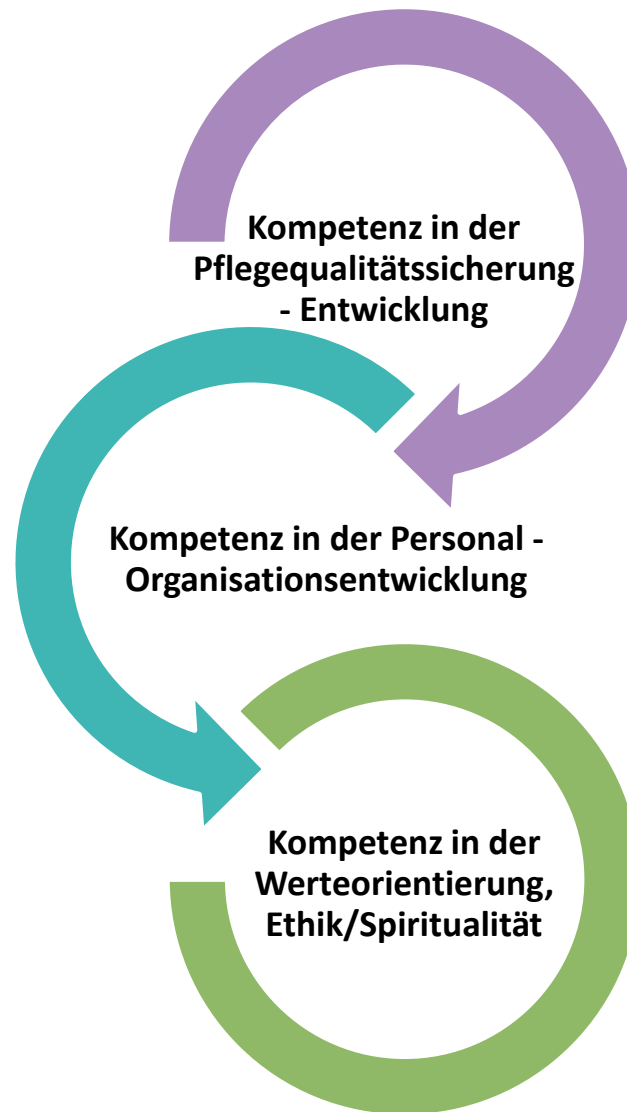 Kompetenz in der
Pflegequalitätssicherung
- Entwicklung
Kompetenz in der Personal -
Organisationsentwicklung
Kompetenz in der
Werteorientierung,
Ethik/Spiritualität